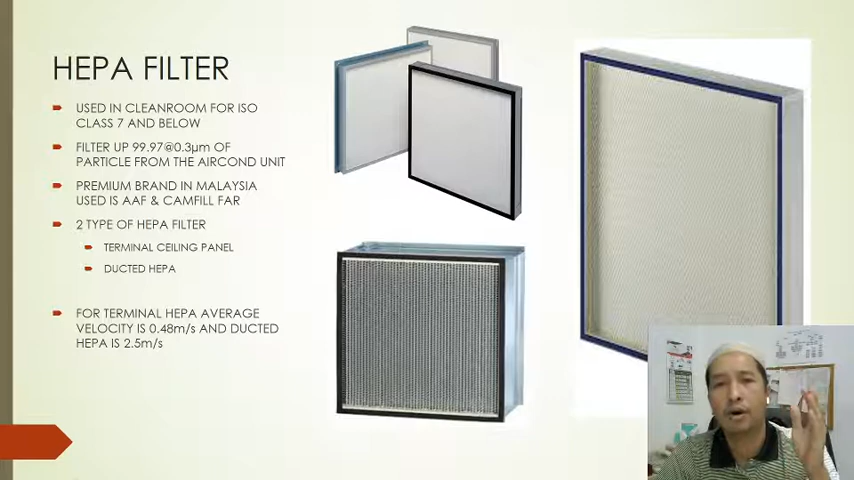 HEPA FILTER
USED IN CLEANROOM FOR ISO
CLASS 7 AND BELOW
FILTER UP 99.97@0.3µm OF
PARTICLE FROM THE AIRCOND UNIT
PREMIUM BRAND IN MALAYSIA
USED IS AAF & CAMFILL FAR
2 TYPE OF HEPA FILTER
TERMINAL CEILING PANEL
DUCTED HEPA
FOR TERMINAL HEPA AVERAGE
VELOCITY IS 0.48m/s AND DUCTED
HEPA IS 2.5m/s